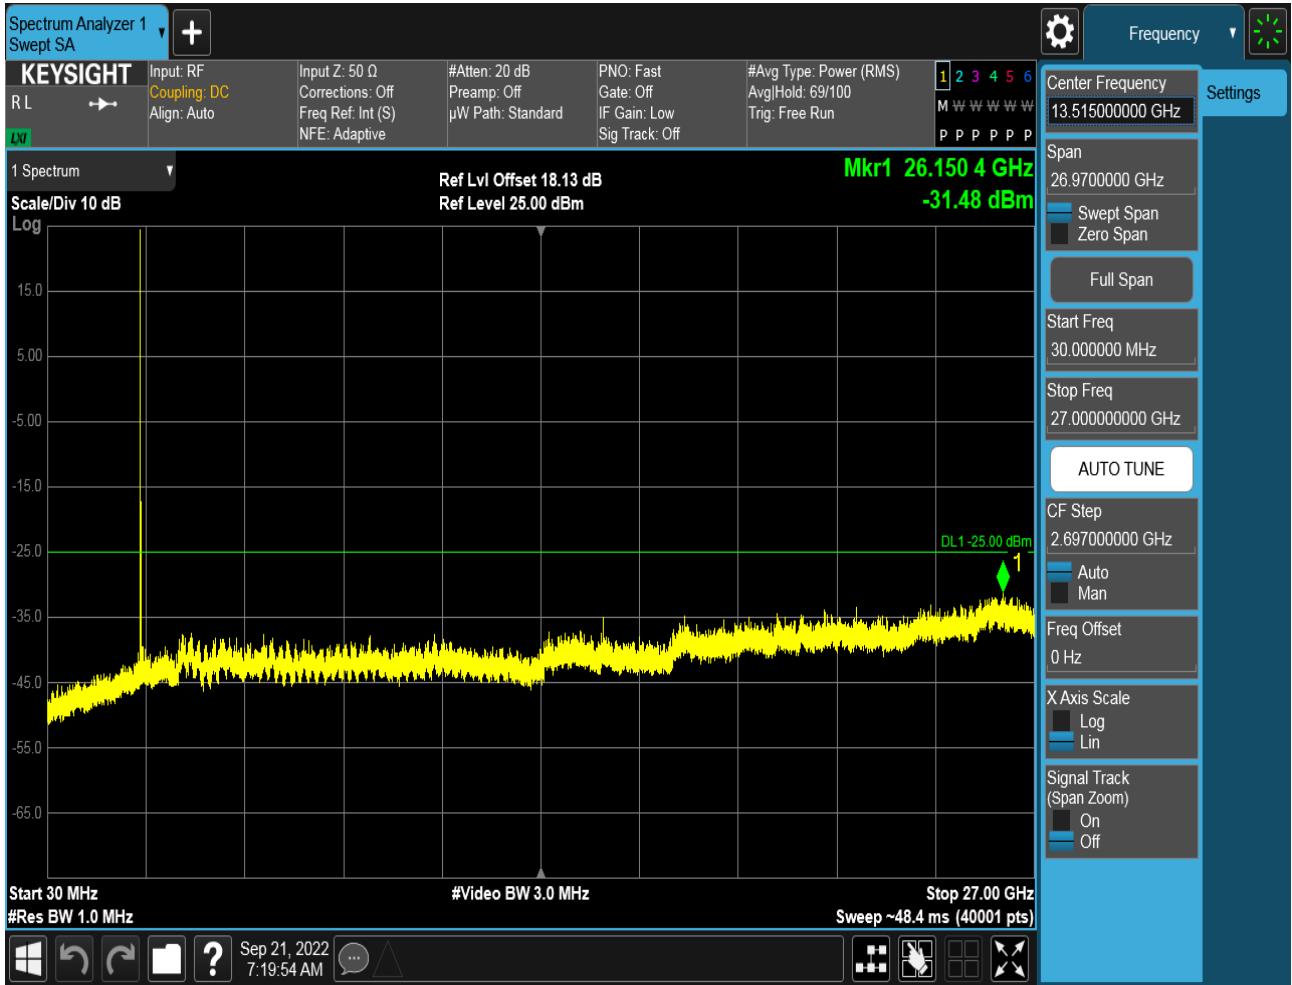 Spectrum Analyzer 1
Swept SA
Frequency
KEYSIGHT
R L
LXI
Input: RF
Coupling: DC
Align: Auto
Input Z: 50 Ω
Corrections: Off
Freq Ref: Int (S)
NFE: Adaptive
#Atten: 20 dB
Preamp: Off
µW Path: Standard
PNO: Fast
Gate: Off
IF Gain: Low
Sig Track: Off
#Avg Type: Power (RMS)
Avg|Hold: 69/100
Trig: Free Run
1 2 3 4 5 6
M W W W W W
P P P P P P
1 Spectrum
Scale/Div 10 dB
Log
Ref Lvl Offset 18.13 dB
Ref Level 25.00 dBm
Mkr1 26.150 4 GHz
-31.48 dBm
15.0
5.00
-5.00
-15.0
-25.0
-35.0
-45.0
-55.0
-65.0
DL1 -25.00 dBm
1
Start 30 MHz
#Res BW 1.0 MHz
#Video BW 3.0 MHz
Stop 27.00 GHz
Sweep ~48.4 ms (40001 pts)
?
Sep 21, 2022
7:19:54 AM
Center Frequency
13.515000000 GHz
Settings
Span
26.9700000 GHz
Swept Span
Zero Span
Full Span
Start Freq
30.000000 MHz
Stop Freq
27.000000000 GHz
AUTO TUNE
CF Step
2.697000000 GHz
Auto
Man
Freq Offset
0 Hz
X Axis Scale
Log
Lin
Signal Track
(Span Zoom)
On
Off